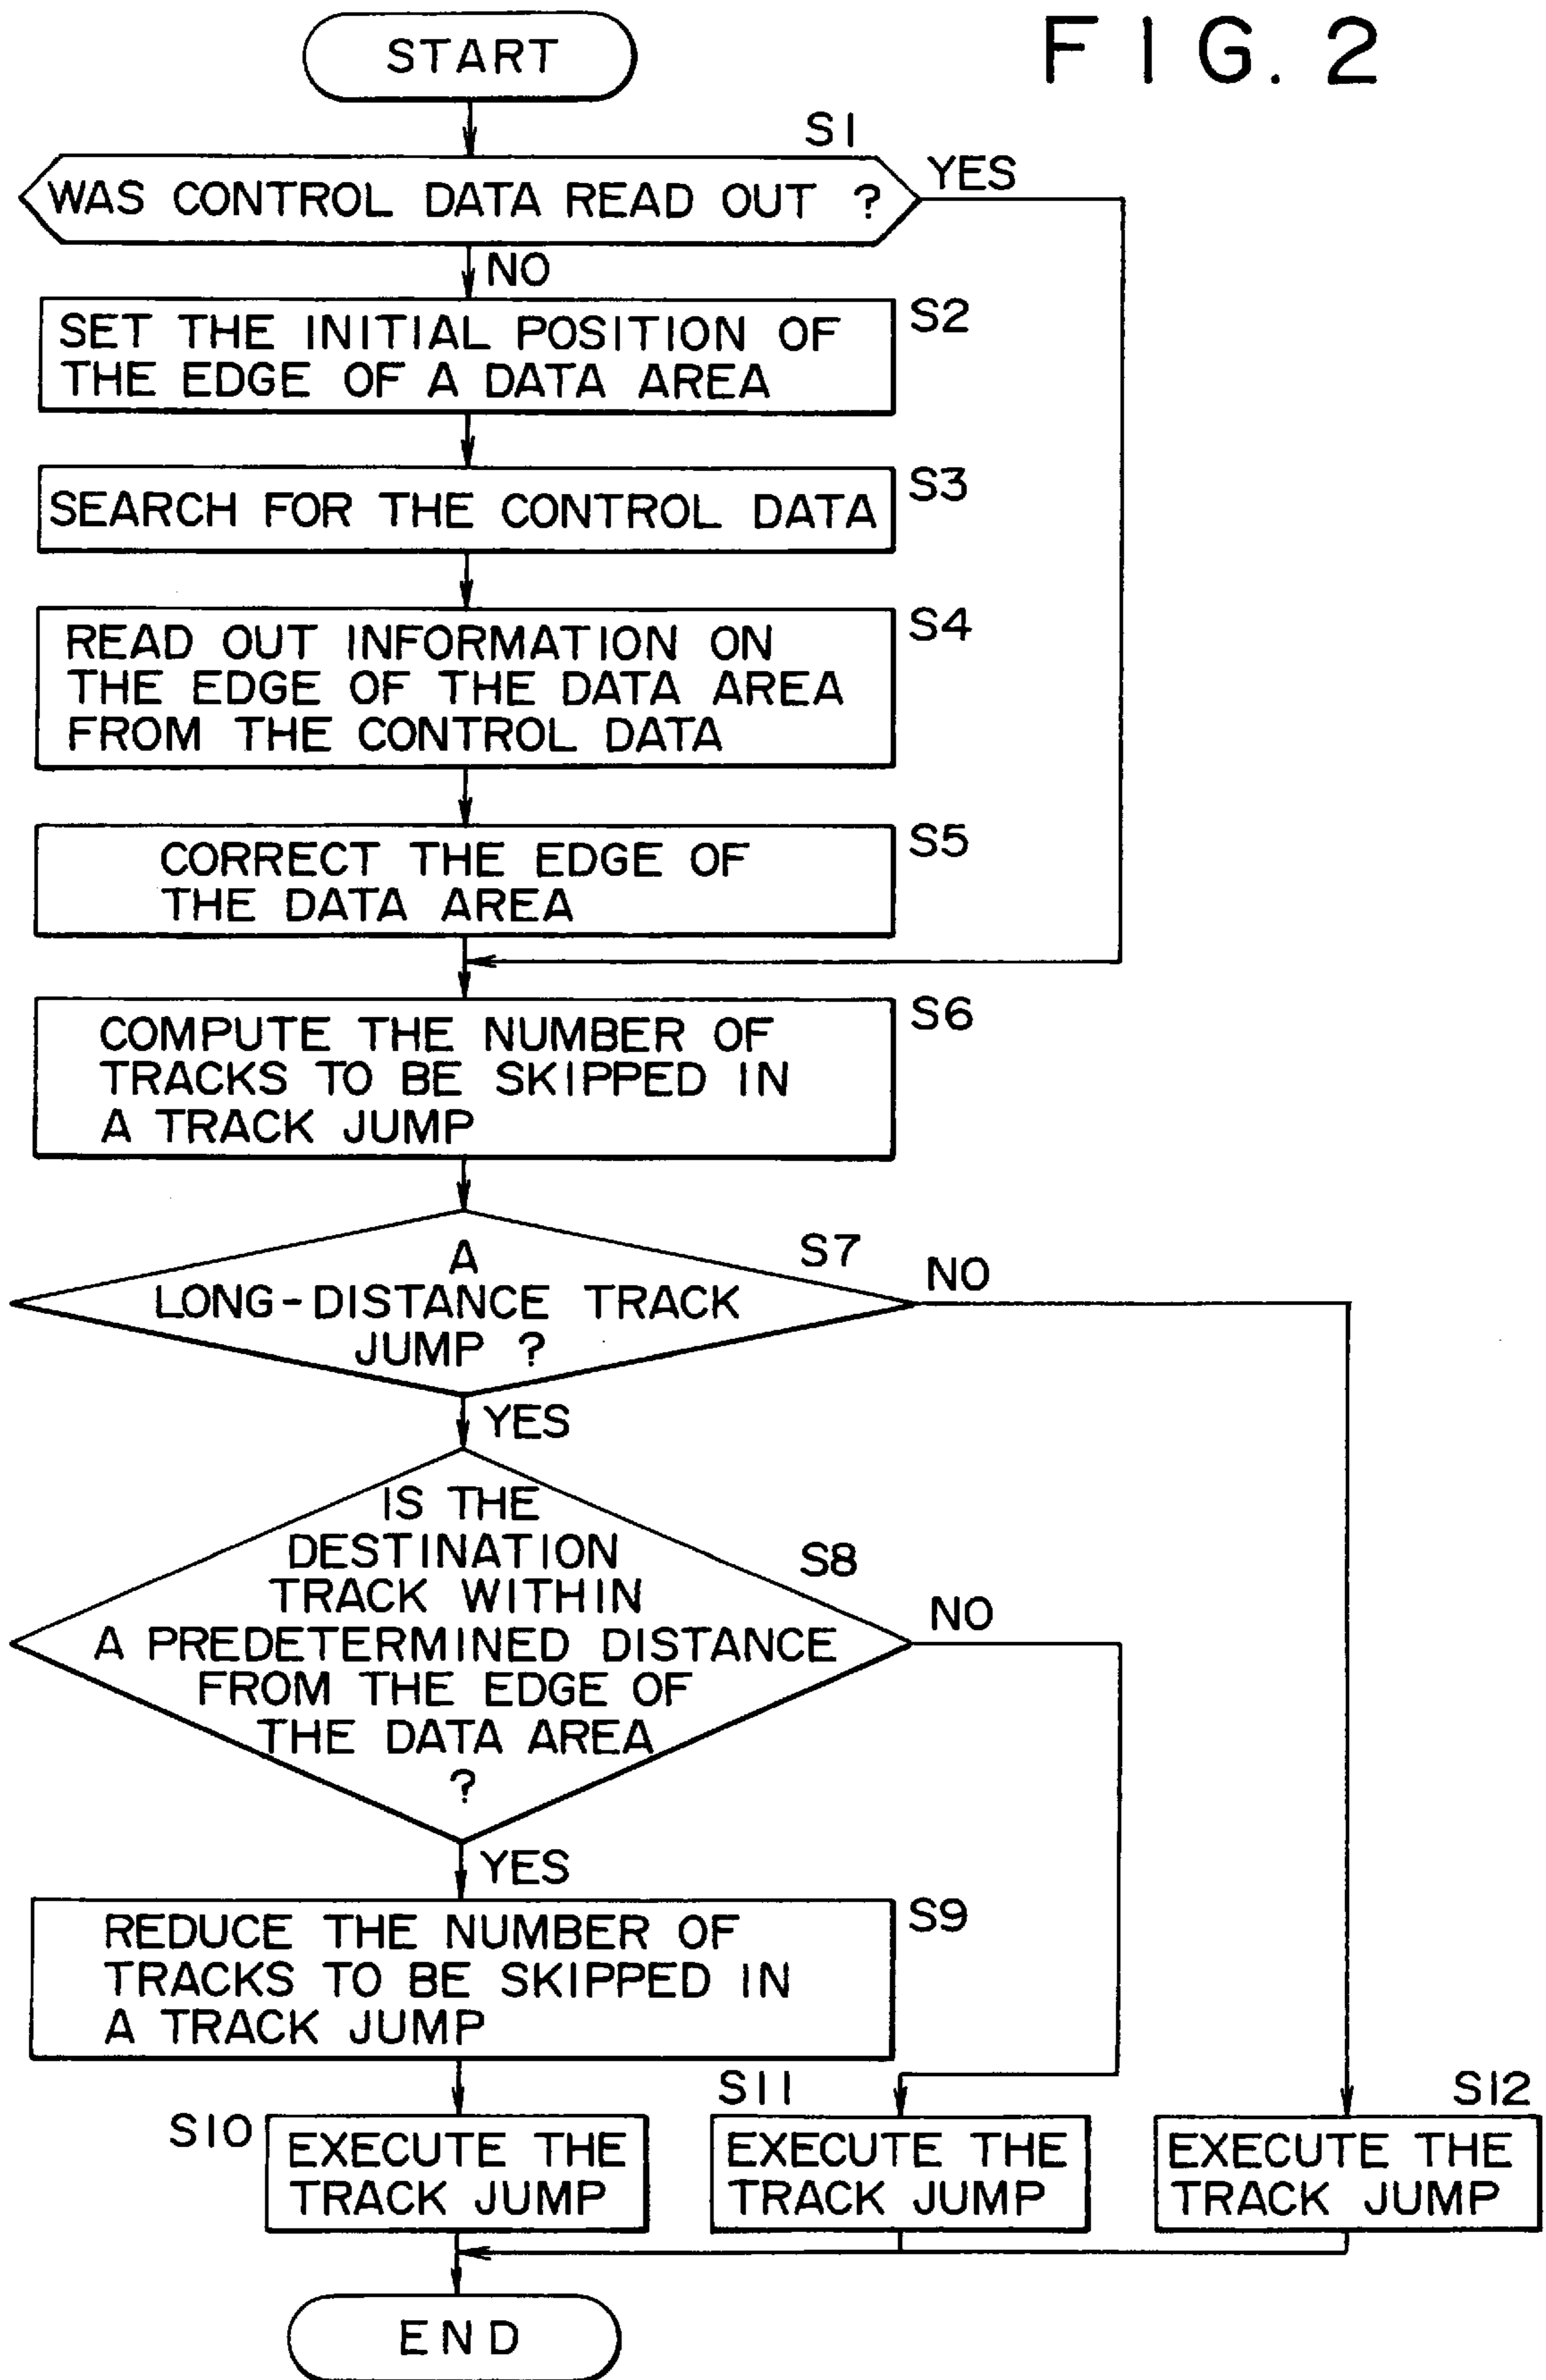 START
FIG. 2
S1
WAS CONTROL DATA READ OUT ?
YES
NO
S2
SET THE INITIAL POSITION OF
THE EDGE OF A DATA AREA
S3
SEARCH FOR THE CONTROL DATA
S4
READ OUT INFORMATION ON
THE EDGE OF THE DATA AREA
FROM THE CONTROL DATA
S5
CORRECT THE EDGE OF
THE DATA AREA
S6
COMPUTE THE NUMBER OF
TRACKS TO BE SKIPPED IN
A TRACK JUMP
S7
A
LONG-DISTANCE TRACK
JUMP ?
NO
YES
S8
IS THE
DESTINATION
TRACK WITHIN
A PREDETERMINED DISTANCE
FROM THE EDGE OF
THE DATA AREA
?
NO
YES
S9
REDUCE THE NUMBER OF
TRACKS TO BE SKIPPED IN
A TRACK JUMP
S10
EXECUTE THE
TRACK JUMP
S11
EXECUTE THE
TRACK JUMP
S12
EXECUTE THE
TRACK JUMP
END